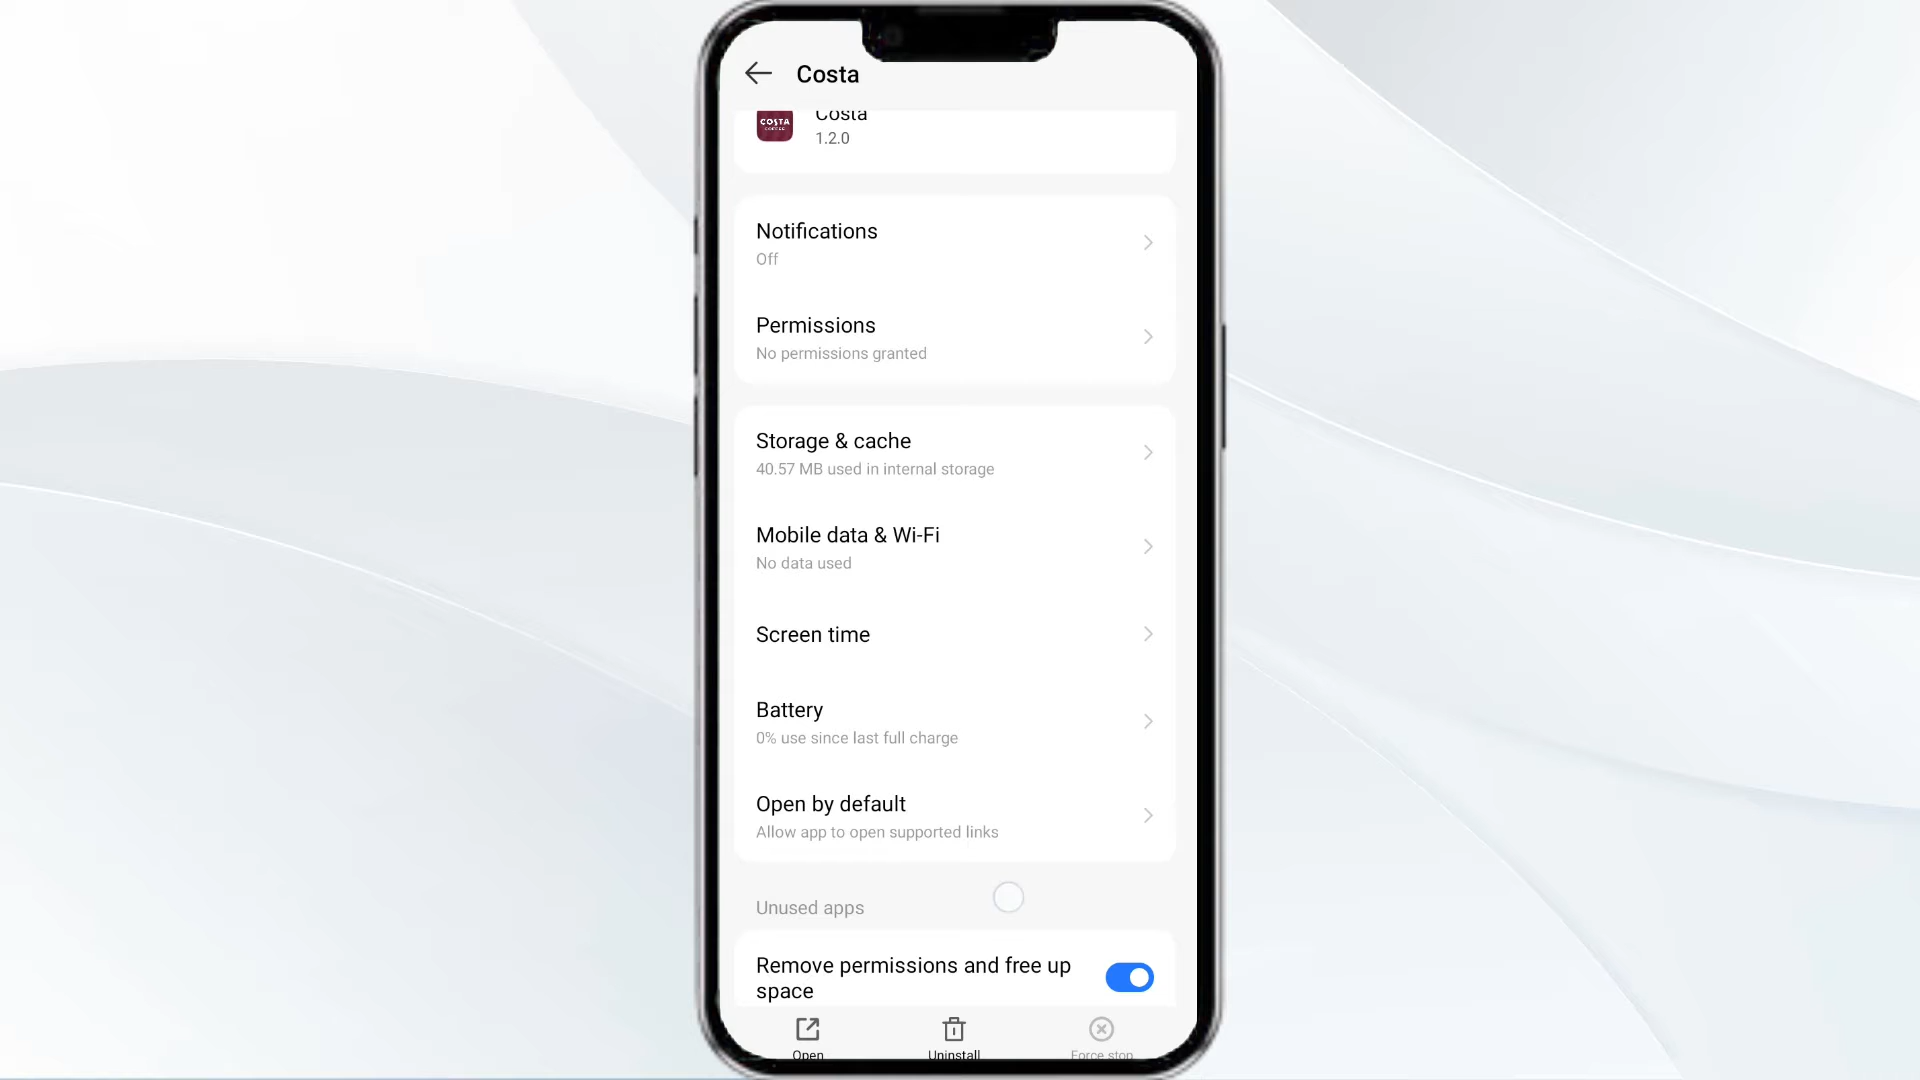 Costa
COSTA
COFFEE
Costa
1.2.0
Notifications
Off
Permissions
No permissions granted
Storage & cache
40.57 MB used in internal storage
Mobile data & Wi-Fi
No data used
Screen time
Battery
0% use since last full charge
Open by default
Allow app to open supported links
Unused apps
Remove permissions and free up
space
Open
Uninstall
Force stop